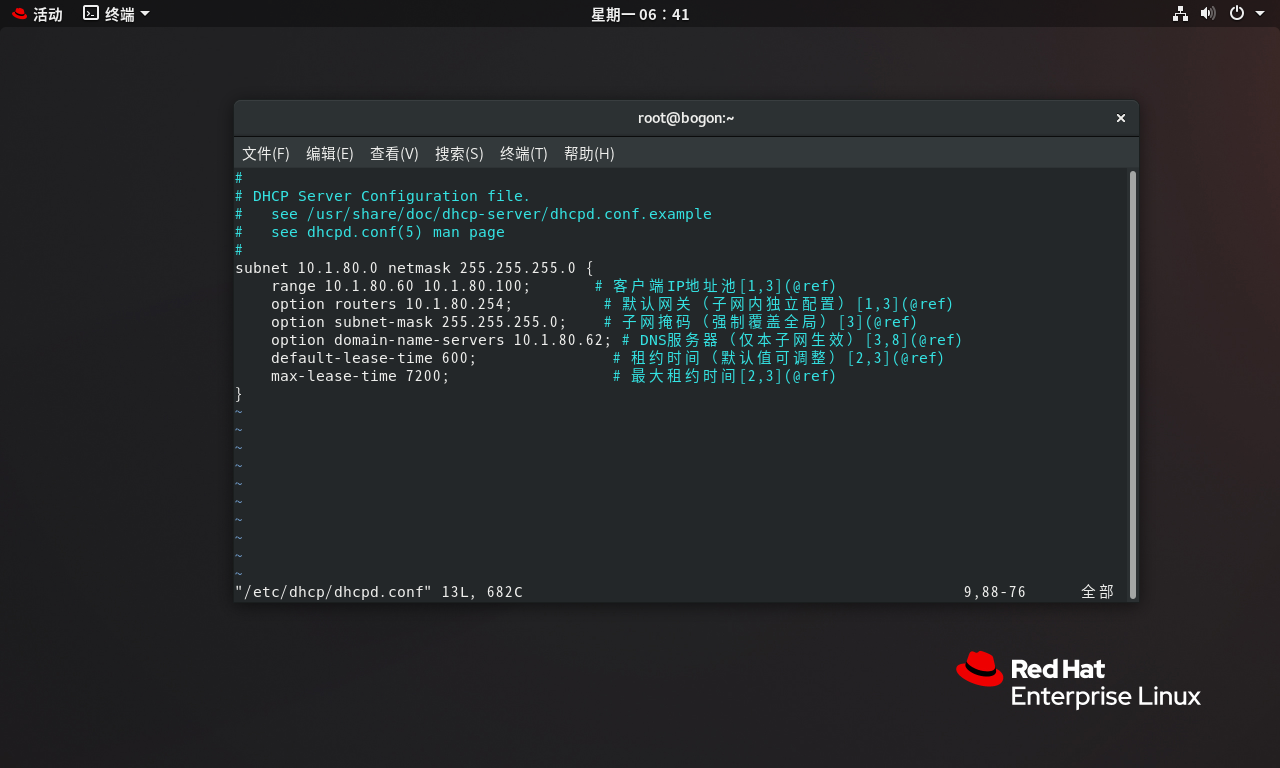 活动 终端 星期一 06：41
root@bogon:~ ×
文件(F) 编辑(E) 查看(V) 搜索(S) 终端(T) 帮助(H)
#
# DHCP Server Configuration file.
#   see /usr/share/doc/dhcp-server/dhcpd.conf.example
#   see dhcpd.conf(5) man page
#
subnet 10.1.80.0 netmask 255.255.255.0 {
    range 10.1.80.60 10.1.80.100;       # 客户端IP地址池[1,3](@ref)
    option routers 10.1.80.254;          # 默认网关（子网内独立配置）[1,3](@ref)
    option subnet-mask 255.255.255.0;    # 子网掩码（强制覆盖全局）[3](@ref)
    option domain-name-servers 10.1.80.62; # DNS服务器（仅本子网生效）[3,8](@ref)
    default-lease-time 600;               # 租约时间（默认值可调整）[2,3](@ref)
    max-lease-time 7200;                  # 最大租约时间[2,3](@ref)
}
~
~
~
~
~
~
~
~
~
~
"/etc/dhcp/dhcpd.conf" 13L, 682C 9,88-76 全部
Red Hat
Enterprise Linux